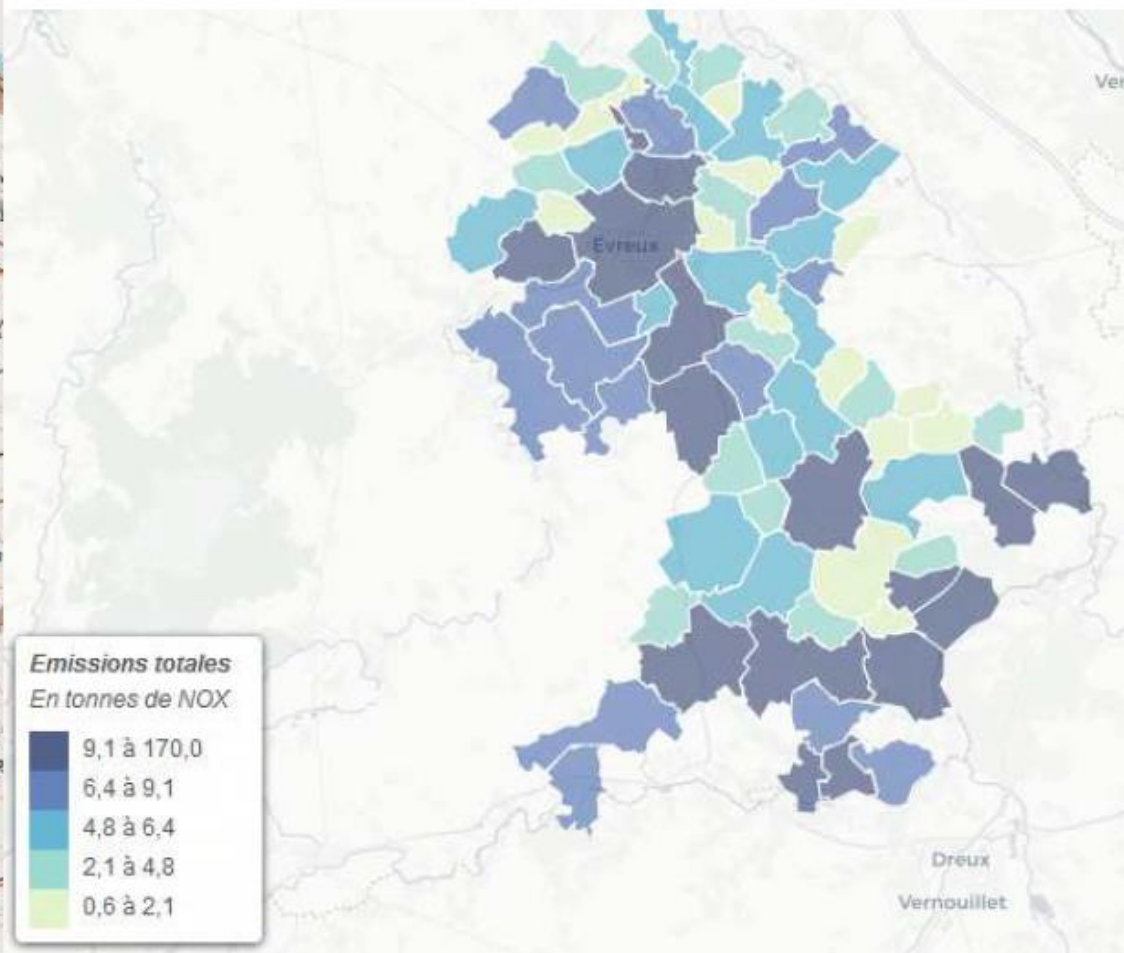 Ver
Evreux
Emissions totales
En tonnes de NOX
9,1 à 170,0
6,4 à 9,1
4,8 à 6,4
2,1 à 4,8
0,6 à 2,1
Dreux
Vernouillet